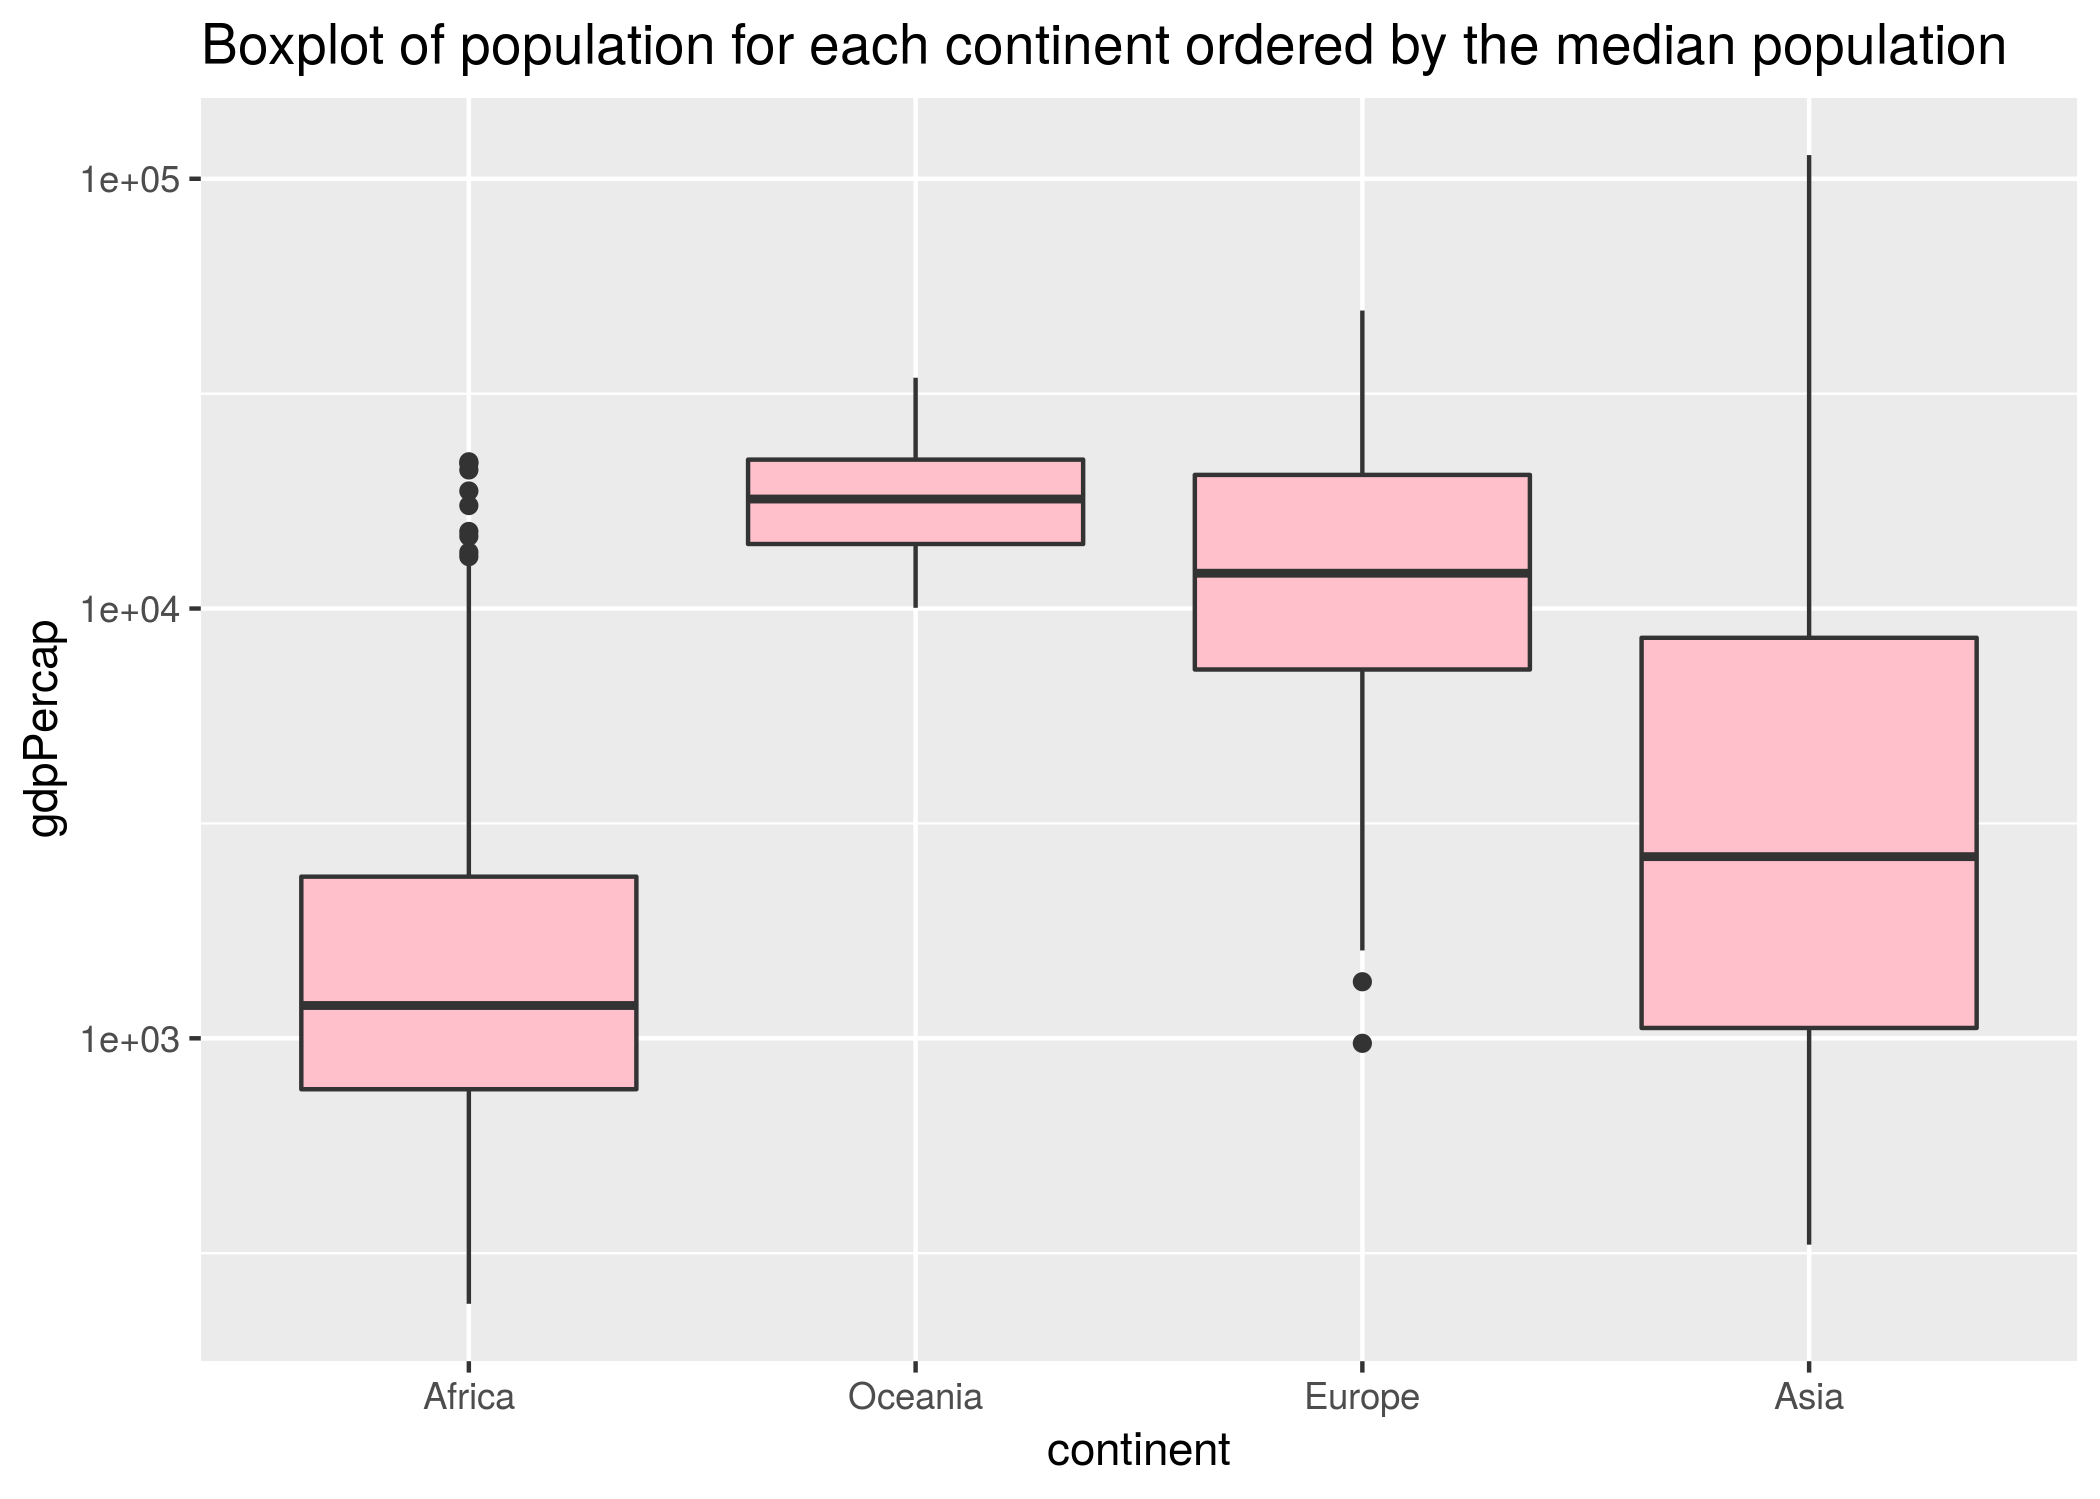 Boxplot of population for each continent ordered by the median population
1e+05
1e+04
1e+03
gdpPercap
Africa
Oceania
Europe
Asia
continent